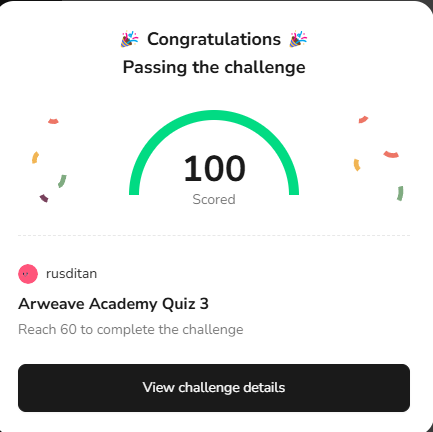 🎉 Congratulations 🎉
Passing the challenge
100
Scored
rusditan
Arweave Academy Quiz 3
Reach 60 to complete the challenge
View challenge details